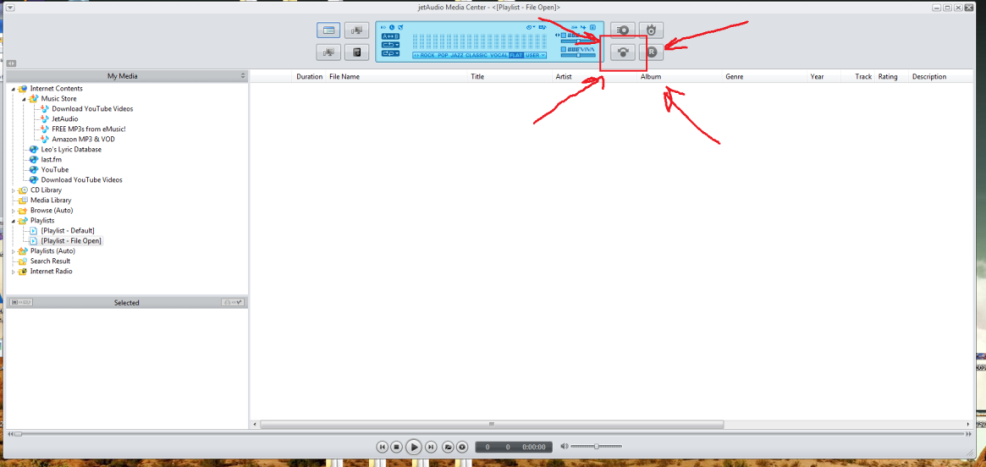 jetAudio Media Center - <[Playlist - File Open]>
ROCK POP JAZZ CLASSIC VOCAL FLAT USER
My Media
Duration File Name Title Artist Album Genre Year Track Rating Description
Internet Contents
Music Store
Download YouTube Videos
JetAudio
FREE MP3s from eMusic!
Amazon MP3 & VOD
Leo's Lyric Database
last.fm
YouTube
Download YouTube Videos
CD Library
Media Library
Browse (Auto)
Playlists
[Playlist - Default]
[Playlist - File Open]
Playlists (Auto)
Search Result
Internet Radio
Selected
0 0 0:00:00